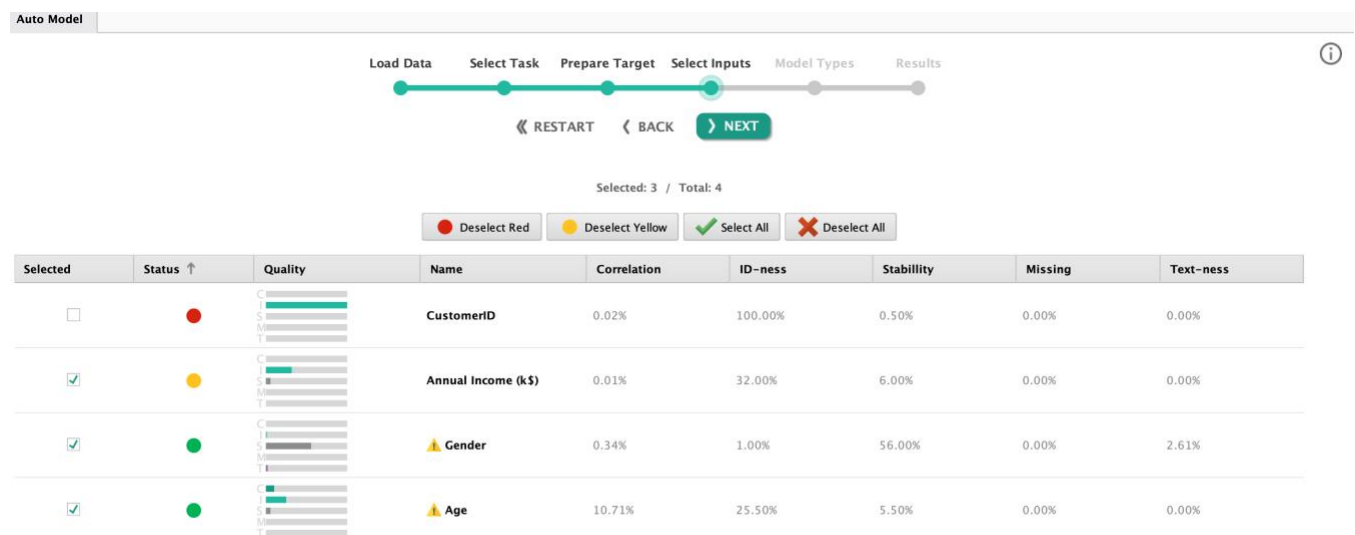 Auto Model
Load Data Select Task Prepare Target Select Inputs Model Types Results
RESTART BACK NEXT
Selected: 3 / Total: 4
Deselect Red Deselect Yellow Select All Deselect All
Selected Status ↑ Quality Name Correlation ID-ness Stabillity Missing Text-ness
C
I
S
M
T
CustomerID 0.02% 100.00% 0.50% 0.00% 0.00%
C
I
S
M
T
Annual Income (k$) 0.01% 32.00% 6.00% 0.00% 0.00%
C
I
S
M
T
Gender 0.34% 1.00% 56.00% 0.00% 2.61%
C
I
S
M
T
Age 10.71% 25.50% 5.50% 0.00% 0.00%